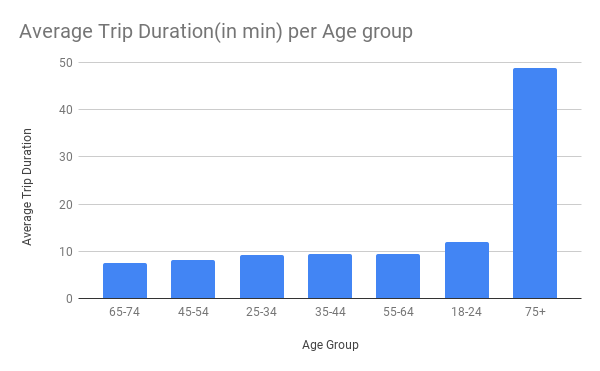 Average Trip Duration(in min) per Age group
Average Trip Duration
50
40
30
20
10
0
65-74 45-54 25-34 35-44 55-64 18-24 75+
Age Group